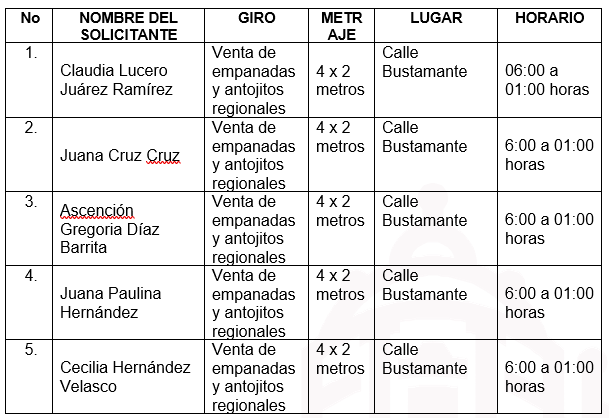 No NOMBRE DEL SOLICITANTE GIRO METRAJE LUGAR HORARIO
1. Claudia Lucero Juárez Ramírez Venta de empanadas y antojitos regionales 4 x 2 metros Calle Bustamante 06:00 a 01:00 horas
2. Juana Cruz Cruz Venta de empanadas y antojitos regionales 4 x 2 metros Calle Bustamante 6:00 a 01:00 horas
3. Ascención Gregoria Díaz Barrita Venta de empanadas y antojitos regionales 4 x 2 metros Calle Bustamante 6:00 a 01:00 horas
4. Juana Paulina Hernández Venta de empanadas y antojitos regionales 4 x 2 metros Calle Bustamante 6:00 a 01:00 horas
5. Cecilia Hernández Velasco Venta de empanadas y antojitos regionales 4 x 2 metros Calle Bustamante 6:00 a 01:00 horas